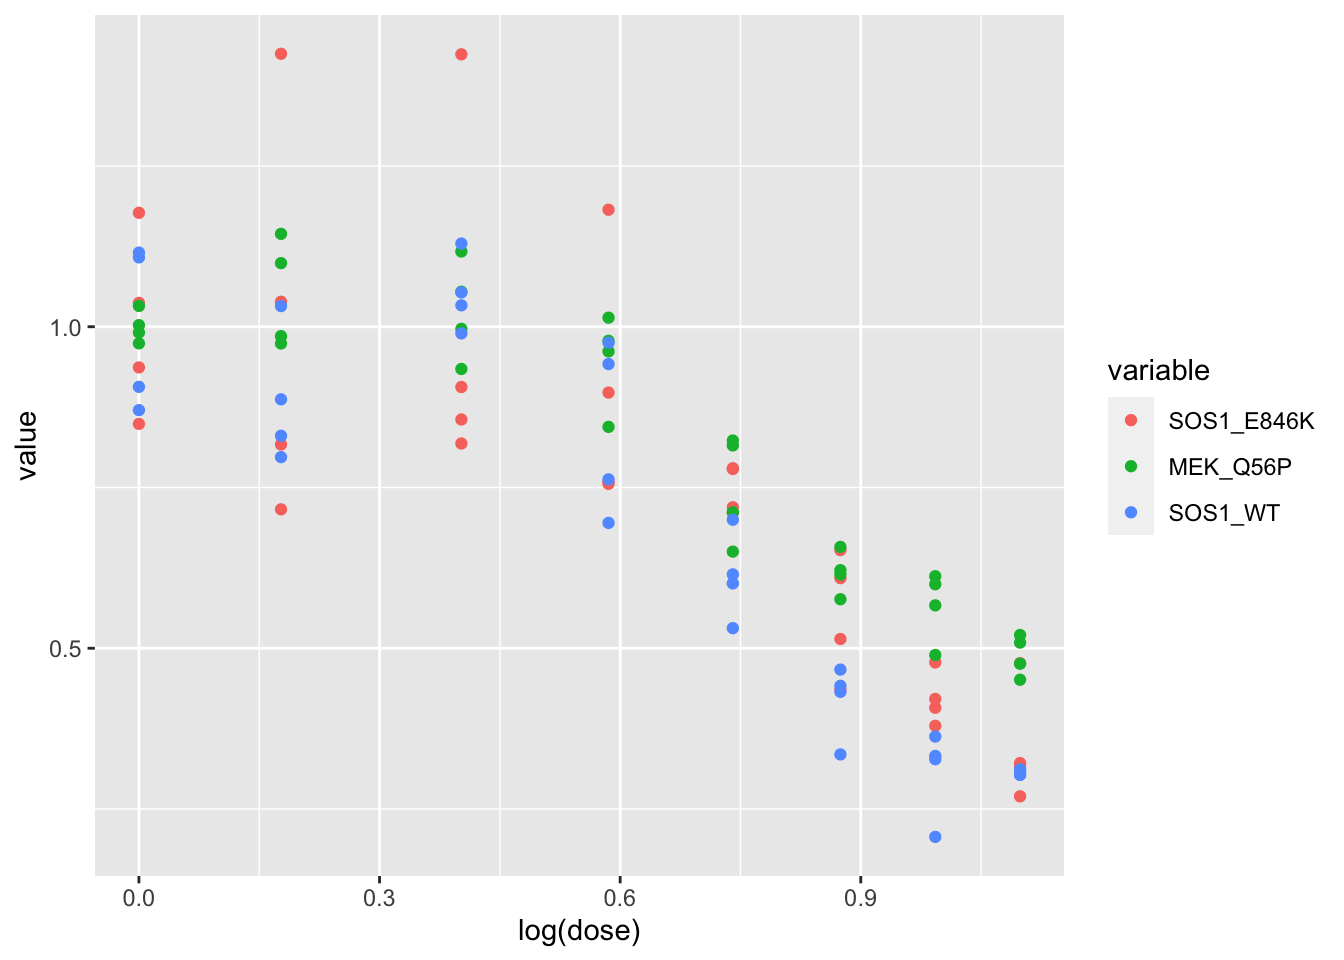 1.0
0.5
value
0.0 0.3 0.6 0.9
log(dose)
variable
SOS1_E846K
MEK_Q56P
SOS1_WT